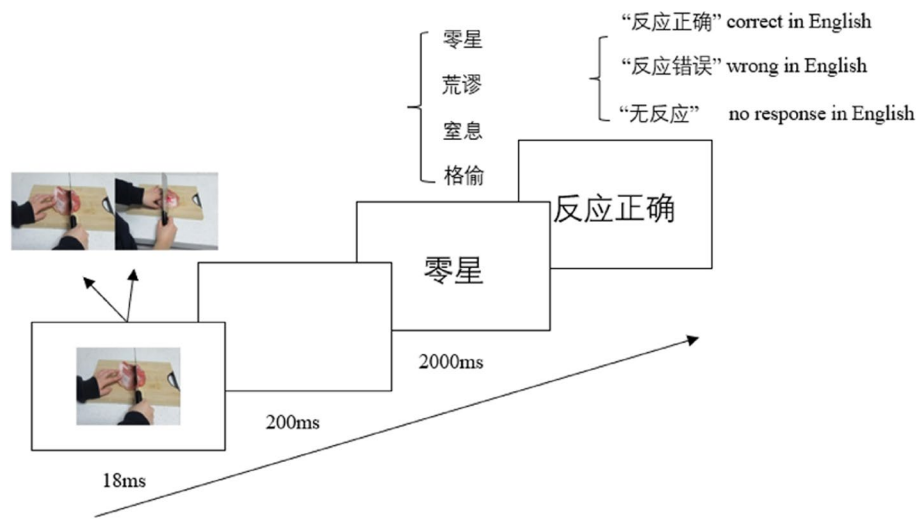 零星
荒谬
窒息
格偷
“反应正确” correct in English
“反应错误” wrong in English
“无反应” no response in English
反应正确
零星
2000ms
200ms
18ms